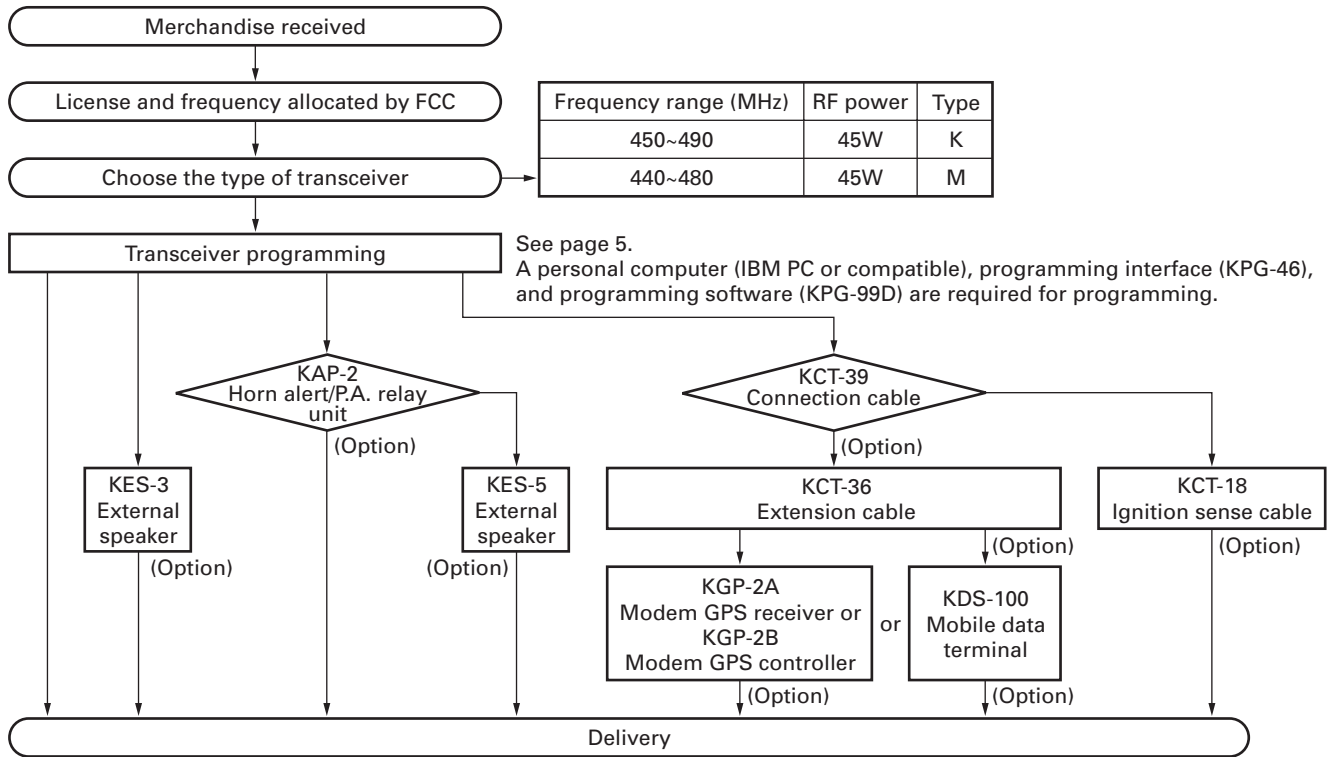 Merchandise received
License and frequency allocated by FCC
Choose the type of transceiver
Frequency range (MHz) RF power Type
450~490 45W K
440~480 45W M
Transceiver programming
See page 5.
A personal computer (IBM PC or compatible), programming interface (KPG-46),
and programming software (KPG-99D) are required for programming.
KAP-2
Horn alert/P.A. relay
unit
(Option)
KCT-39
Connection cable
(Option)
KES-3
External
speaker
(Option)
KES-5
External
speaker
(Option)
KCT-36
Extension cable
(Option)
KCT-18
Ignition sense cable
(Option)
KGP-2A
Modem GPS receiver or
KGP-2B
Modem GPS controller
(Option)
or
KDS-100
Mobile data
terminal
(Option)
Delivery